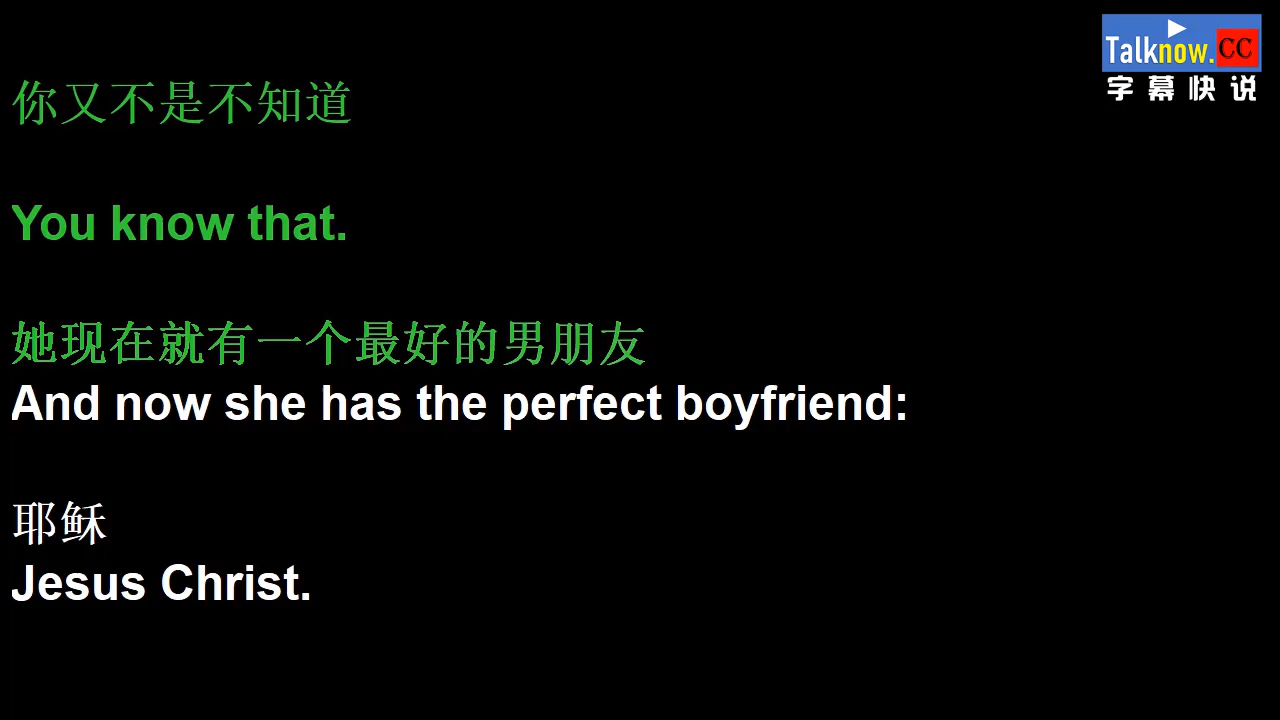 Talknow.CC
字幕快说
你又不是不知道
You know that.
她现在就有一个最好的男朋友
And now she has the perfect boyfriend:
耶稣
Jesus Christ.